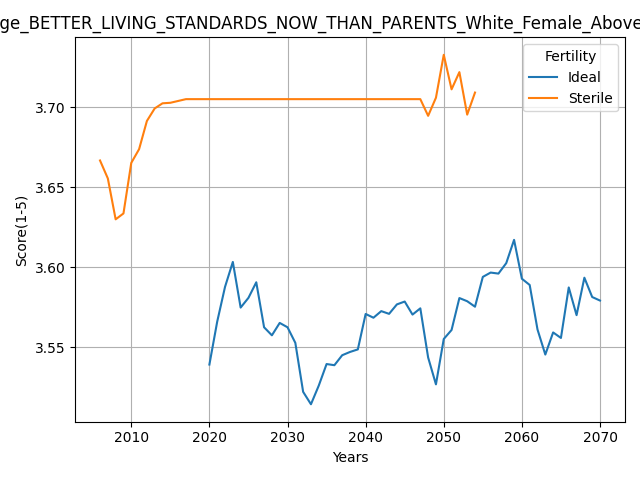 ge_BETTER_LIVING_STANDARDS_NOW_THAN_PARENTS_White_Female_Above
Fertility
Ideal
Sterile
Score(1-5)
3.70
3.65
3.60
3.55
2010 2020 2030 2040 2050 2060 2070
Years